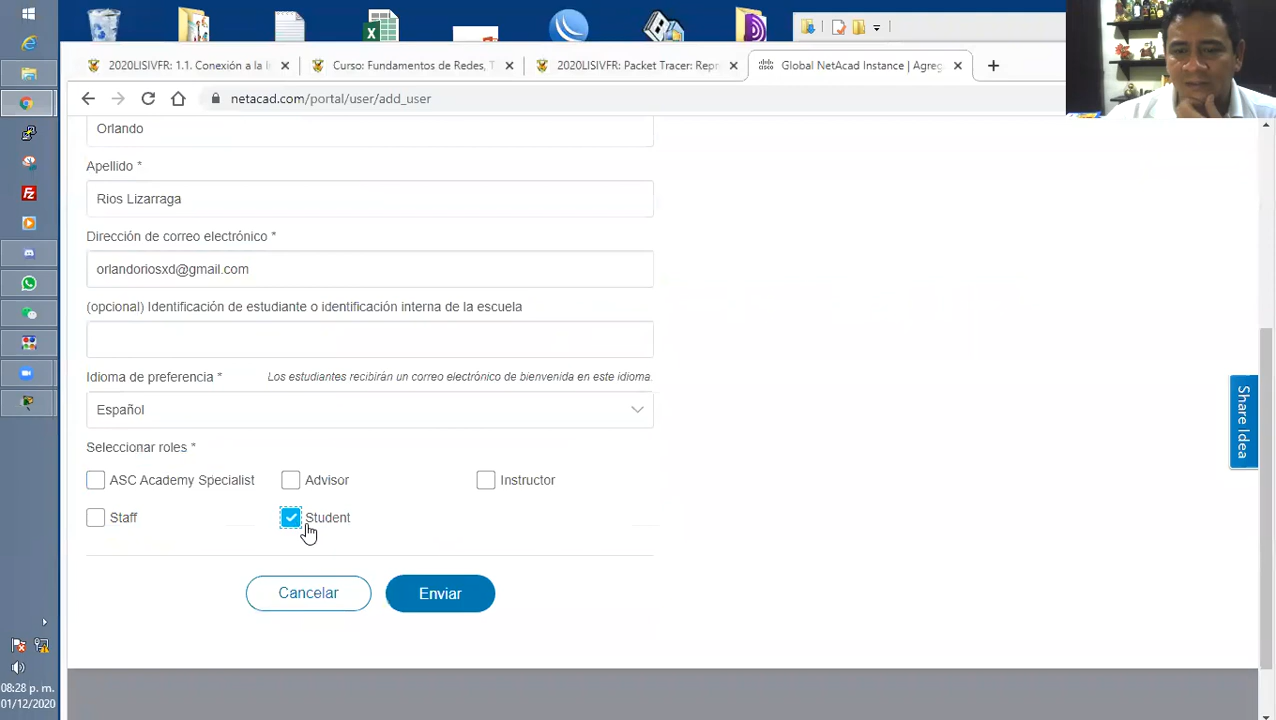 2020LISIVFR: 1.1. Conexión a la I
Curso: Fundamentos de Redes, T
2020LISIVFR: Packet Tracer: Repr
Global NetAcad Instance | Agreg
netacad.com/portal/user/add_user
Orlando
Apellido *
Rios Lizarraga
Dirección de correo electrónico *
orlandoriosxd@gmail.com
(opcional) Identificación de estudiante o identificación interna de la escuela
Idioma de preferencia *
Los estudiantes recibirán un correo electrónico de bienvenida en este idioma.
Español
Seleccionar roles *
ASC Academy Specialist
Advisor
Instructor
Staff
Student
Cancelar
Enviar
Share Idea
08:28 p. m.
01/12/2020